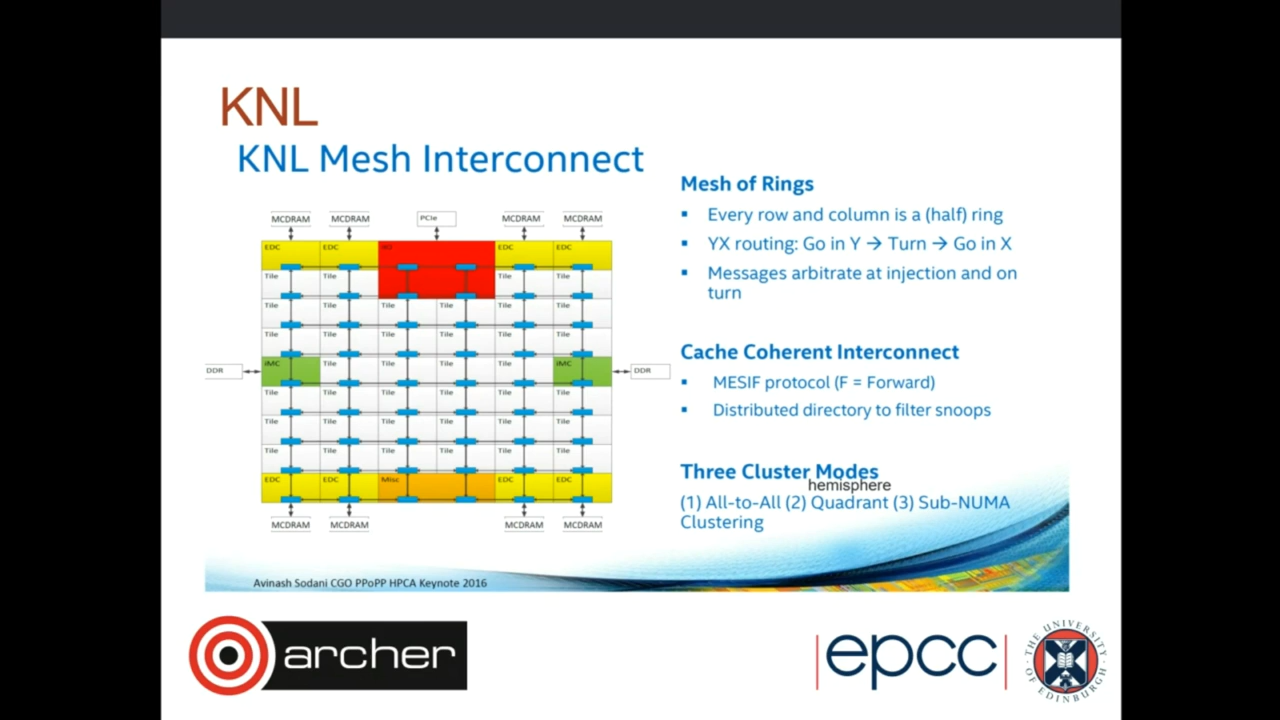 KNL
KNL Mesh Interconnect
MCDRAM MCDRAM PCIe MCDRAM MCDRAM
EDC EDC IIO EDC EDC
Tile Tile Tile Tile
Tile Tile Tile Tile Tile Tile
Tile Tile Tile Tile Tile Tile
DDR iMC Tile Tile Tile Tile iMC DDR
Tile Tile Tile Tile Tile Tile
Tile Tile Tile Tile Tile Tile
Tile Tile Tile Tile Tile Tile
EDC EDC Misc EDC EDC
MCDRAM MCDRAM MCDRAM MCDRAM
Mesh of Rings
▪ Every row and column is a (half) ring
▪ YX routing: Go in Y → Turn → Go in X
▪ Messages arbitrate at injection and on
turn
Cache Coherent Interconnect
▪ MESIF protocol (F = Forward)
▪ Distributed directory to filter snoops
Three Cluster Modes
hemisphere
(1) All-to-All (2) Quadrant (3) Sub-NUMA
Clustering
Avinash Sodani CGO PPoPP HPCA Keynote 2016
archer
epcc
THE UNIVERSITY OF EDINBURGH